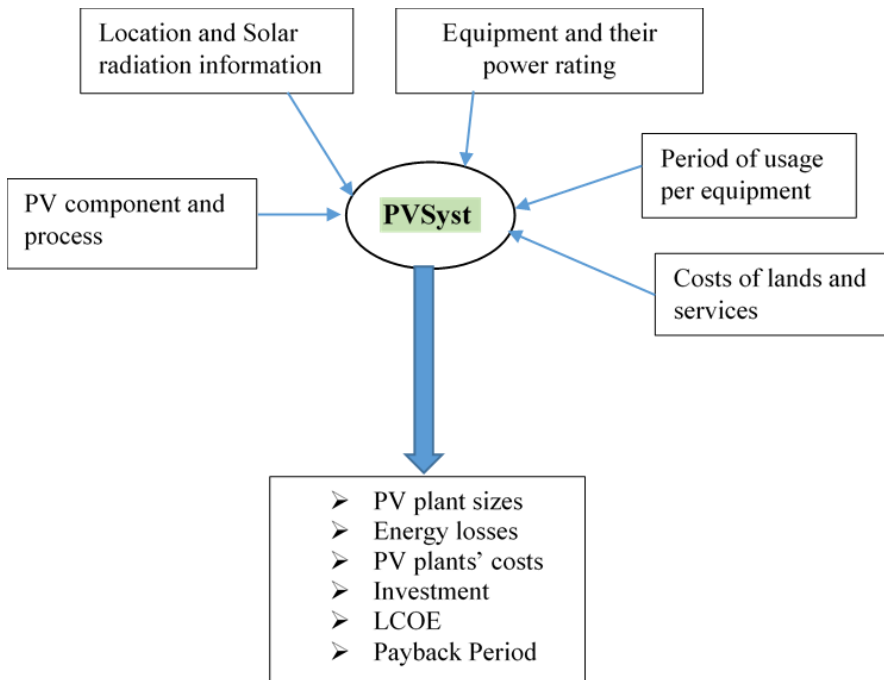 Location and Solar
radiation information
Equipment and their
power rating
PV component and
process
PVSyst
Period of usage
per equipment
Costs of lands and
services
➢ PV plant sizes
➢ Energy losses
➢ PV plants’ costs
➢ Investment
➢ LCOE
➢ Payback Period